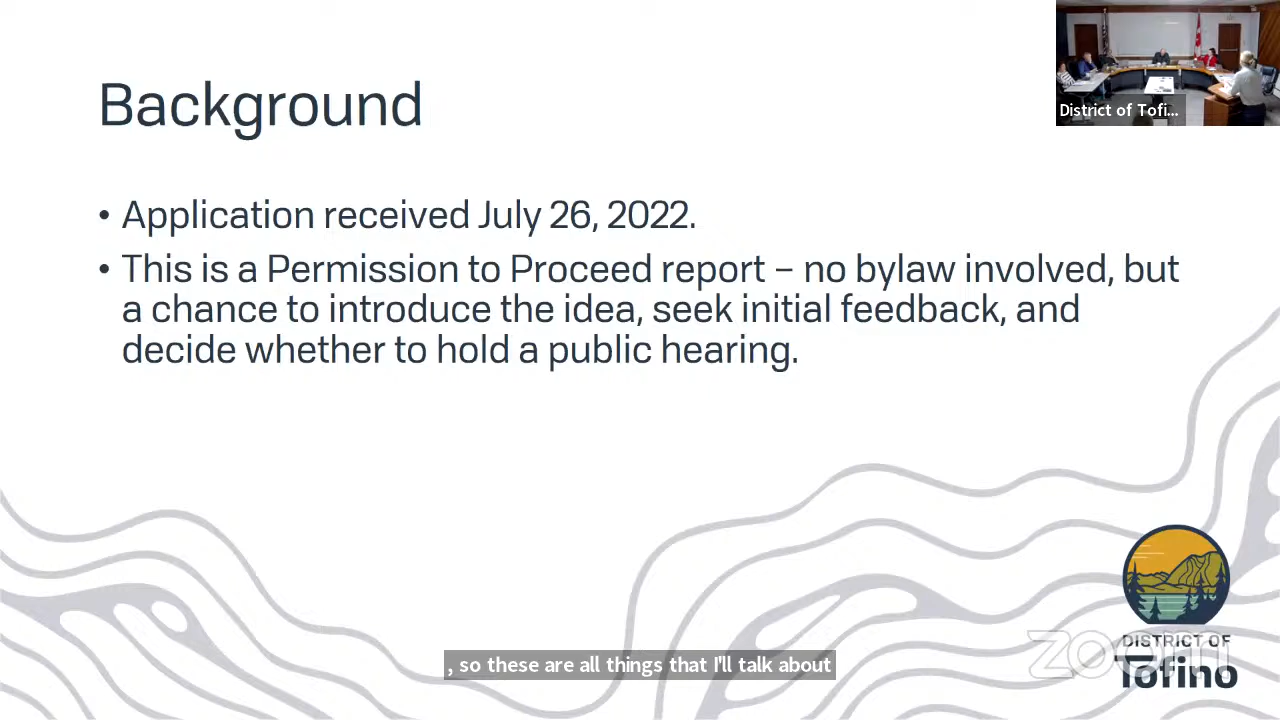 Background
District of Tofi...
• Application received July 26, 2022.
• This is a Permission to Proceed report – no bylaw involved, but
a chance to introduce the idea, seek initial feedback, and
decide whether to hold a public hearing.
, so these are all things that I'll talk about
DISTRICT OF
Tofino
zoom